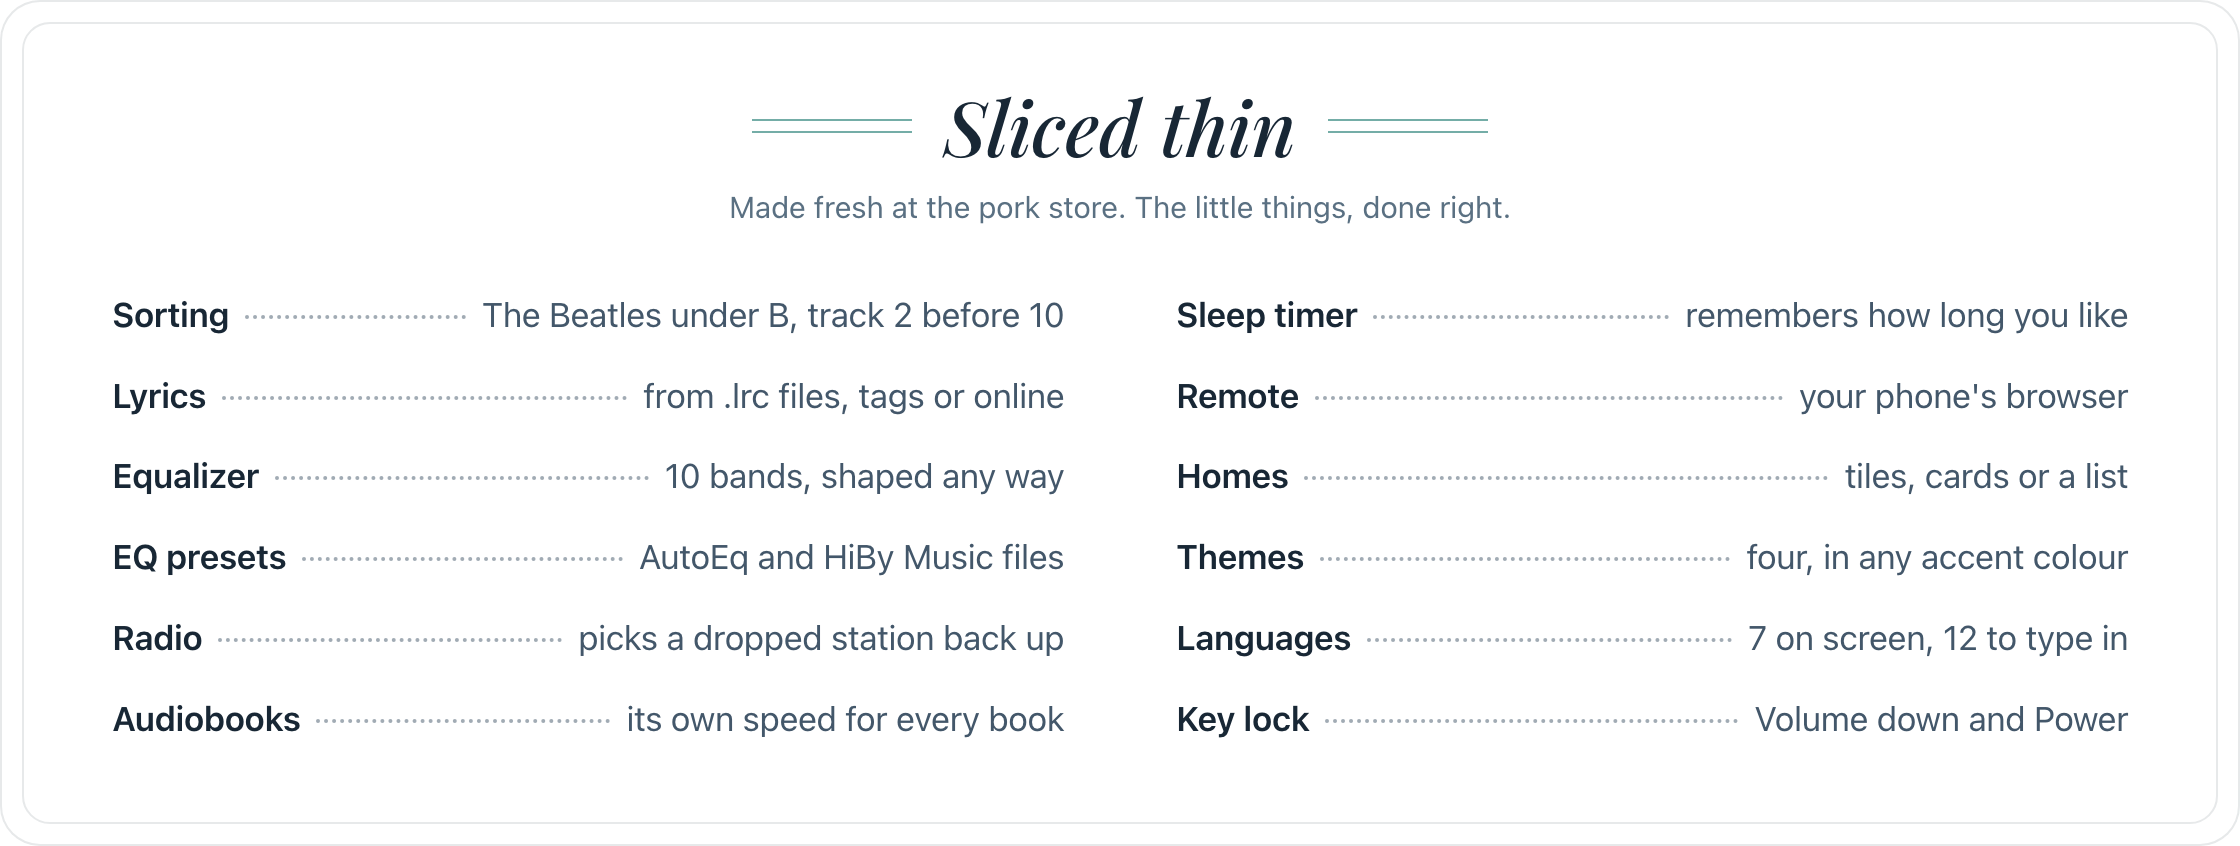 Sliced thin
Made fresh at the pork store. The little things, done right.
Sorting The Beatles under B, track 2 before 10
Lyrics from .lrc files, tags or online
Equalizer 10 bands, shaped any way
EQ presets AutoEq and HiBy Music files
Radio picks a dropped station back up
Audiobooks its own speed for every book
Sleep timer remembers how long you like
Remote your phone's browser
Homes tiles, cards or a list
Themes four, in any accent colour
Languages 7 on screen, 12 to type in
Key lock Volume down and Power